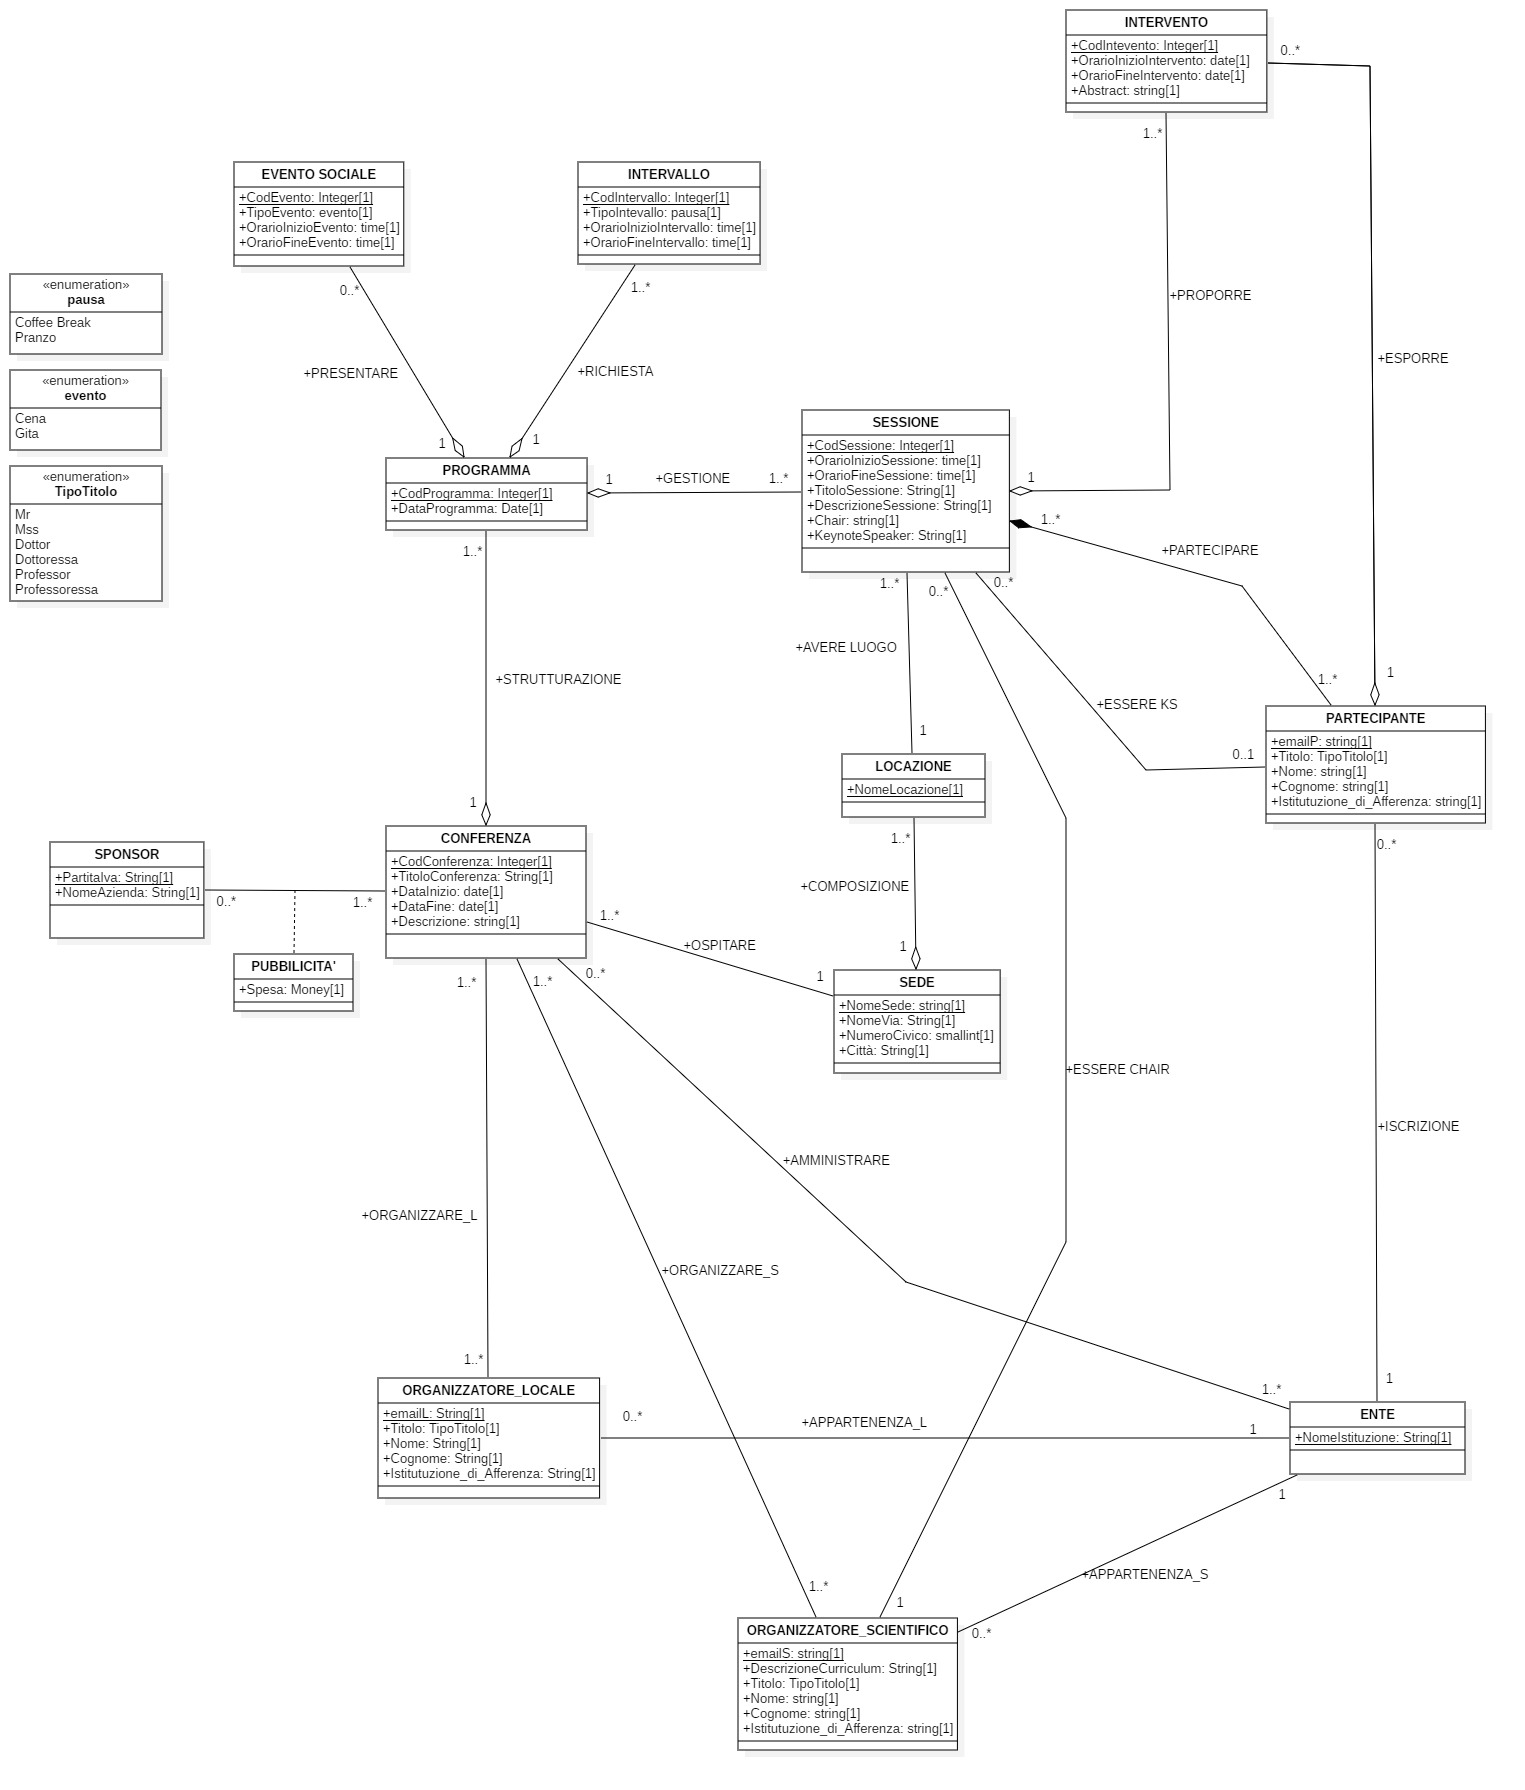 INTERVENTO
+CodIntevento: Integer[1]
+OrarioInizioIntervento: date[1]
+OrarioFineIntervento: date[1]
+Abstract: string[1]
0..*
1..*
EVENTO SOCIALE
+CodEvento: Integer[1]
+TipoEvento: evento[1]
+OrarioInizioEvento: time[1]
+OrarioFineEvento: time[1]
INTERVALLO
+CodIntervallo: Integer[1]
+TipoIntevallo: pausa[1]
+OrarioInizioIntervallo: time[1]
+OrarioFineIntervallo: time[1]
«enumeration»
pausa
Coffee Break
Pranzo
0..*
1..*
+PROPORRE
+PRESENTARE
+RICHIESTA
+ESPORRE
«enumeration»
evento
Cena
Gita
1
1
«enumeration»
TipoTitolo
Mr
Mss
Dottor
Dottoressa
Professor
Professoressa
PROGRAMMA
+CodProgramma: Integer[1]
+DataProgramma: Date[1]
1
+GESTIONE
1..*
SESSIONE
+CodSessione: Integer[1]
+OrarioInizioSessione: time[1]
+OrarioFineSessione: time[1]
+TitoloSessione: String[1]
+DescrizioneSessione: String[1]
+Chair: string[1]
+KeynoteSpeaker: String[1]
1
1..*
+PARTECIPARE
1..*
1..*
0..*
0..*
+AVERE LUOGO
+STRUTTURAZIONE
1..*
1
+ESSERE KS
1
0..1
PARTECIPANTE
+emailP: string[1]
+Titolo: TipoTitolo[1]
+Nome: string[1]
+Cognome: string[1]
+Istitutuzione_di_Afferenza: string[1]
LOCAZIONE
+NomeLocazione[1]
1
1..*
0..*
SPONSOR
+PartitaIva: String[1]
+NomeAzienda: String[1]
0..*
1..*
CONFERENZA
+CodConferenza: Integer[1]
+TitoloConferenza: String[1]
+DataInizio: date[1]
+DataFine: date[1]
+Descrizione: string[1]
+COMPOSIZIONE
1..*
+OSPITARE
1
1
PUBBILICITA'
+Spesa: Money[1]
1..*
1..*
0..*
SEDE
+NomeSede: string[1]
+NomeVia: String[1]
+NumeroCivico: smallint[1]
+Città: String[1]
+ESSERE CHAIR
+ISCRIZIONE
+AMMINISTRARE
+ORGANIZZARE_L
+ORGANIZZARE_S
1..*
1..*
1
ORGANIZZATORE_LOCALE
+emailL: String[1]
+Titolo: TipoTitolo[1]
+Nome: String[1]
+Cognome: String[1]
+Istitutuzione_di_Afferenza: String[1]
0..*
+APPARTENENZA_L
1
ENTE
+NomeIstituzione: String[1]
1
+APPARTENENZA_S
1..*
1
0..*
ORGANIZZATORE_SCIENTIFICO
+emailS: string[1]
+DescrizioneCurriculum: String[1]
+Titolo: TipoTitolo[1]
+Nome: string[1]
+Cognome: string[1]
+Istitutuzione_di_Afferenza: string[1]